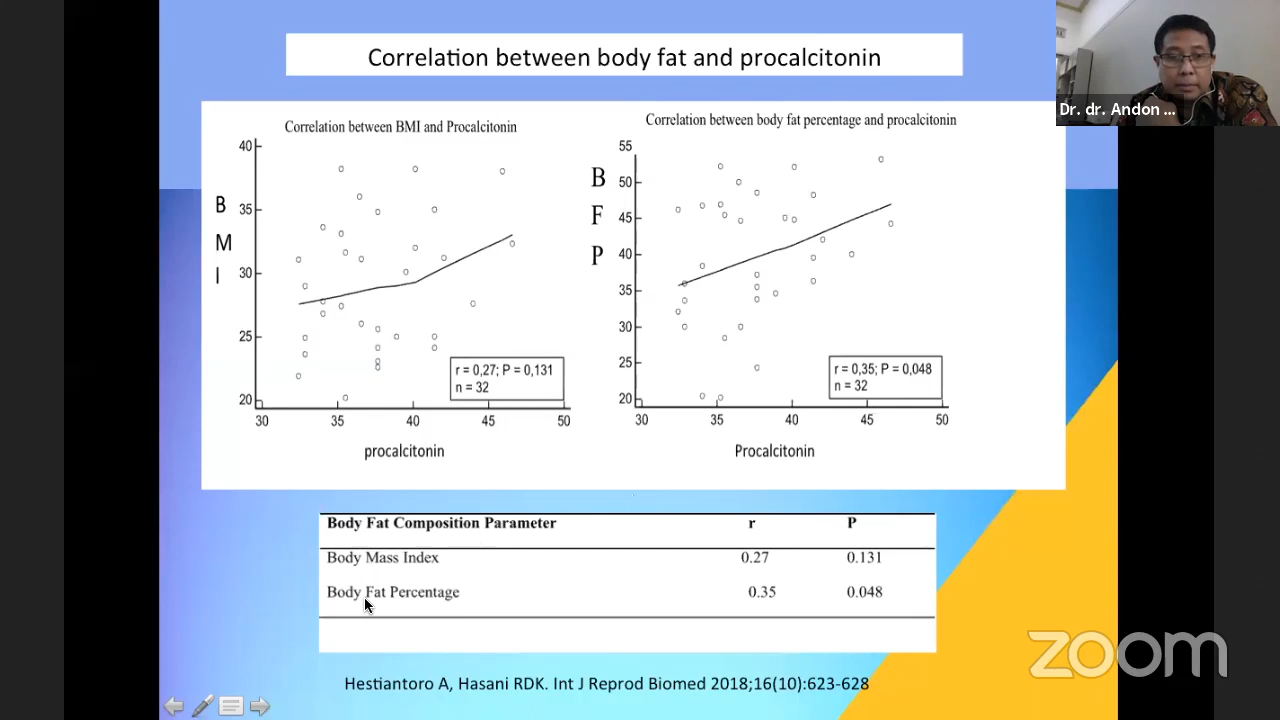 Correlation between body fat and procalcitonin
Dr. dr. Andon ...
Correlation between BMI and Procalcitonin
B
M
I
40
35
30
25
20
30 35 40 45 50
r = 0,27; P = 0,131
n = 32
procalcitonin
Correlation between body fat percentage and procalcitonin
B
F
P
55
50
45
40
35
30
25
20
30 35 40 45 50
r = 0,35; P = 0,048
n = 32
Procalcitonin
Body Fat Composition Parameter r P
Body Mass Index 0.27 0.131
Body Fat Percentage 0.35 0.048
Hestiantoro A, Hasani RDK. Int J Reprod Biomed 2018;16(10):623-628
zoom